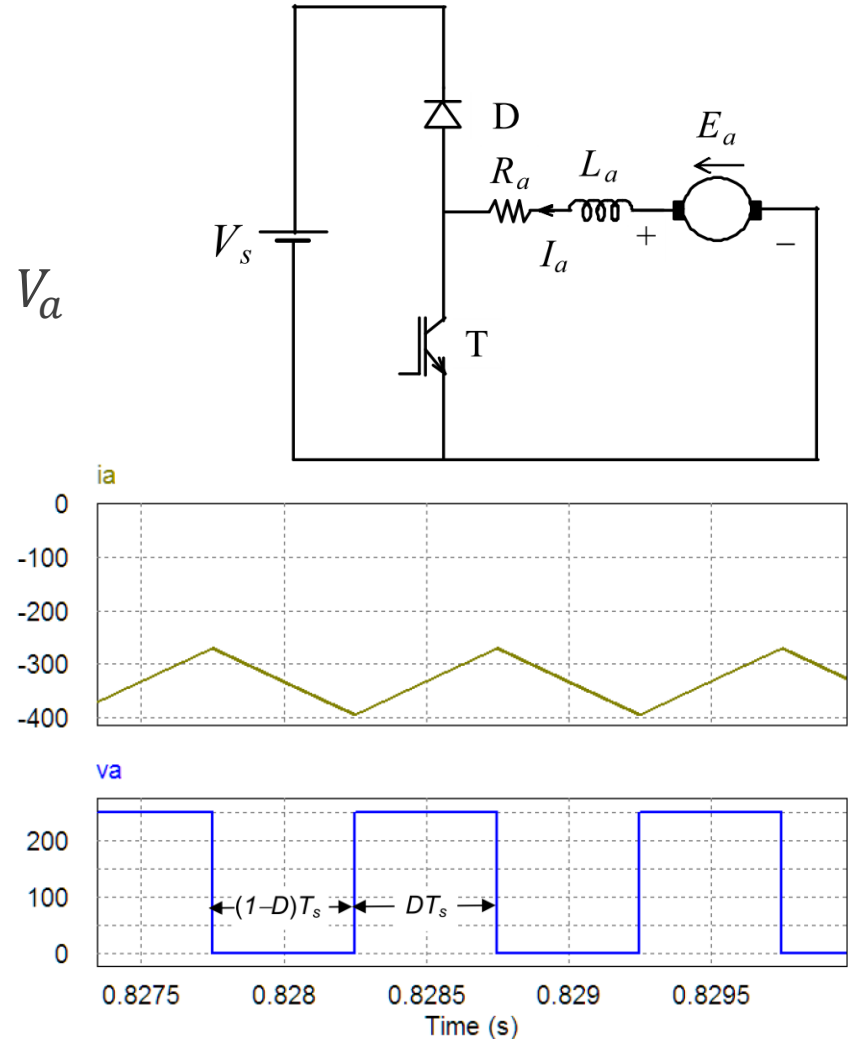 D
E_a
R_a
L_a
V_s
I_a
+
−
V_a
T
ia
0
-100
-200
-300
-400
va
200
100
0
(1−D)T_s
DT_s
0.8275
0.828
0.8285
0.829
0.8295
Time (s)